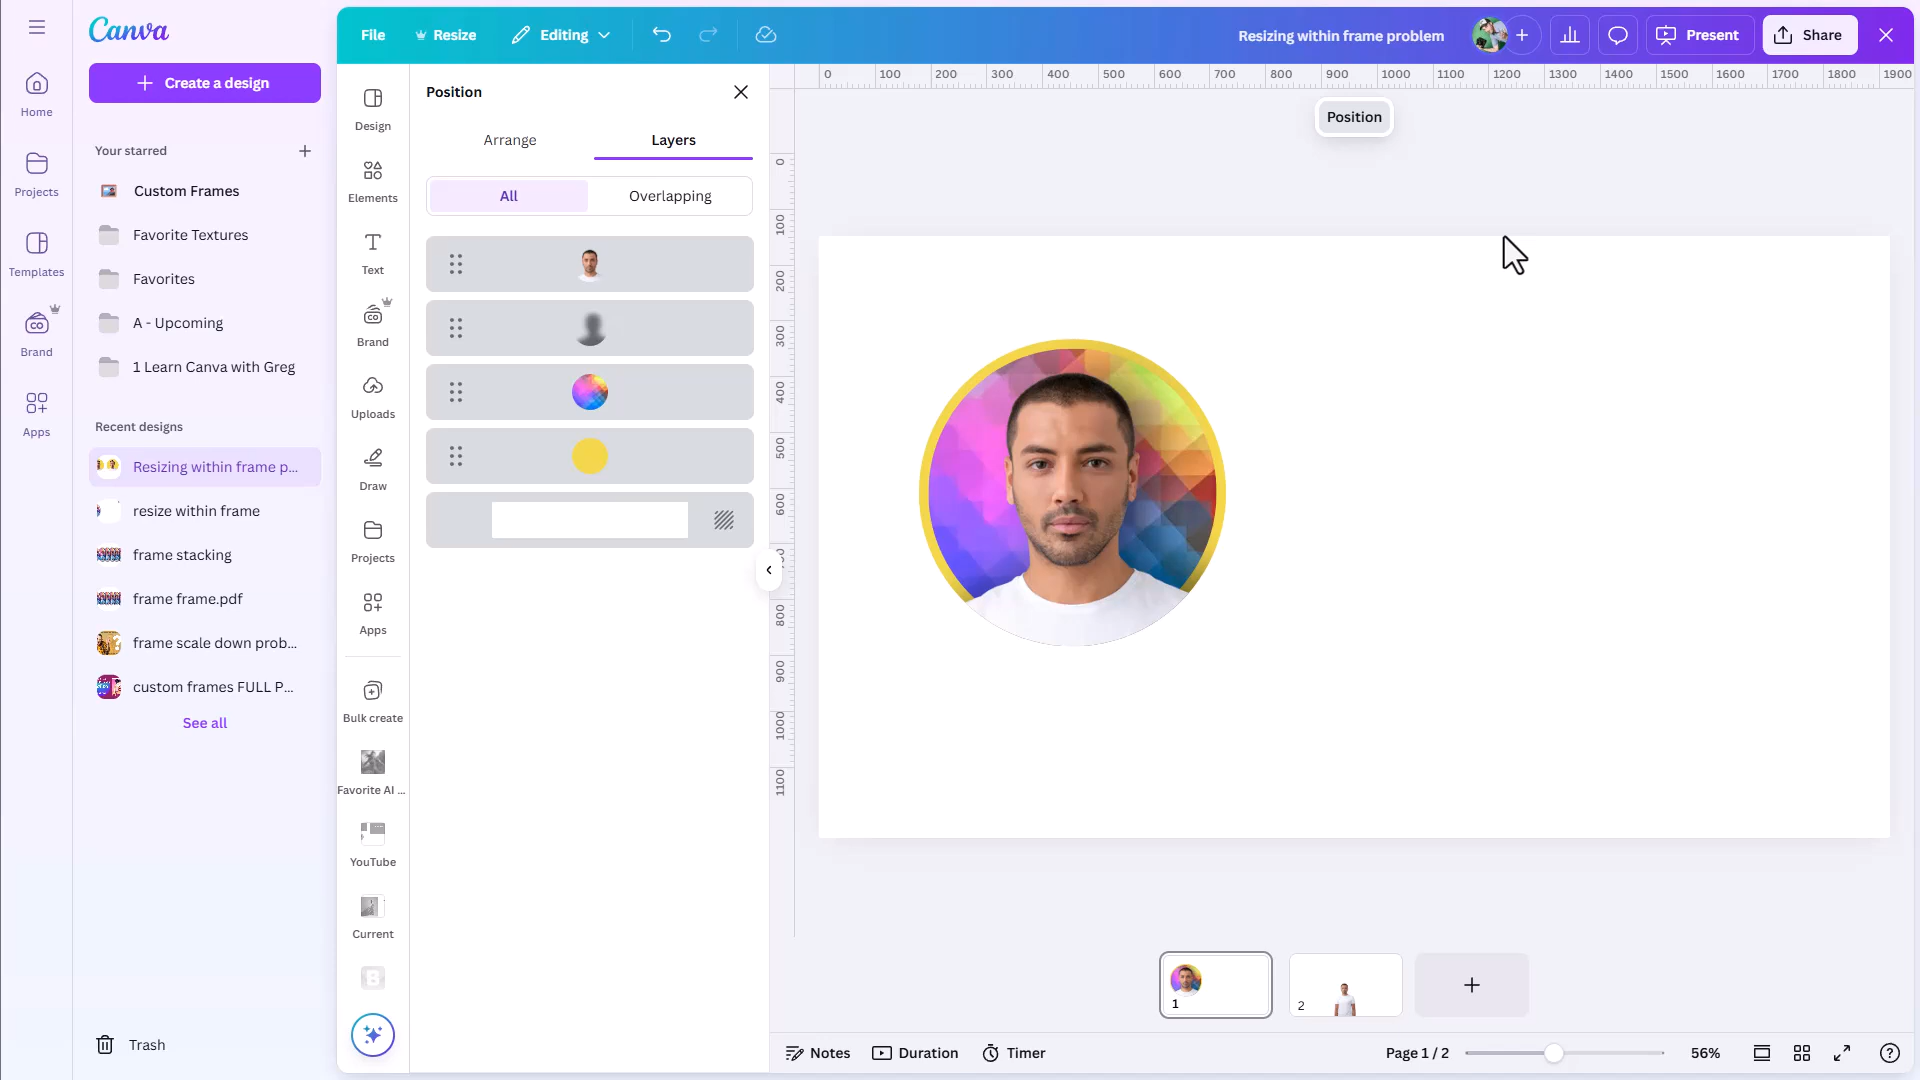 Canva
Home
Projects
Templates
Brand
Apps
Create a design
Your starred
Custom Frames
Favorite Textures
Favorites
A - Upcoming
1 Learn Canva with Greg
Recent designs
Resizing within frame p...
resize within frame
frame stacking
frame frame.pdf
frame scale down prob...
custom frames FULL P...
See all
Trash
File
Resize
Editing
Resizing within frame problem
Present
Share
Design
Elements
Text
Brand
Uploads
Draw
Projects
Apps
Bulk create
Favorite AI ...
YouTube
Current
Position
Arrange
Layers
All
Overlapping
0 100 200 300 400 500 600 700 800 900 1000 1100 1200 1300 1400 1500 1600 1700 1800 1900
Position
0
100
200
300
400
500
600
800
900
1000
1100
1
2
Notes
Duration
Timer
Page 1 / 2
56%